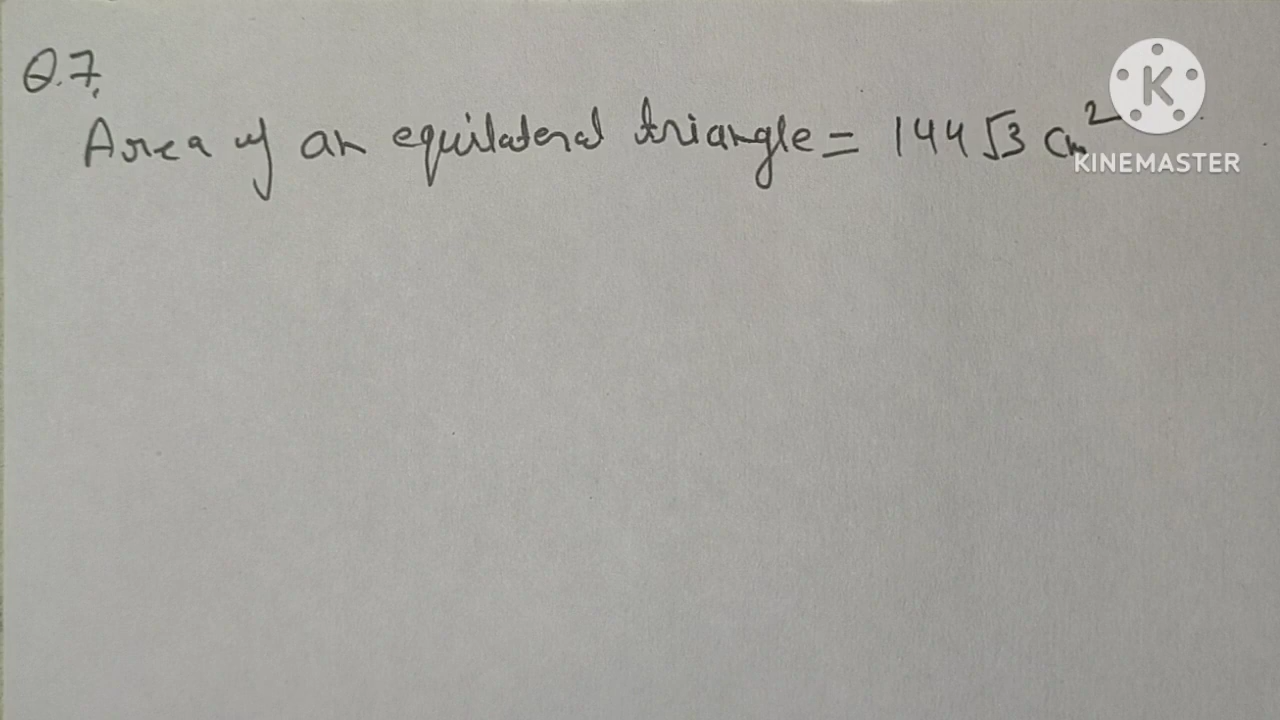 Q.7.
Area of an equilateral triangle = 144√3 cm²
K
KINEMASTER